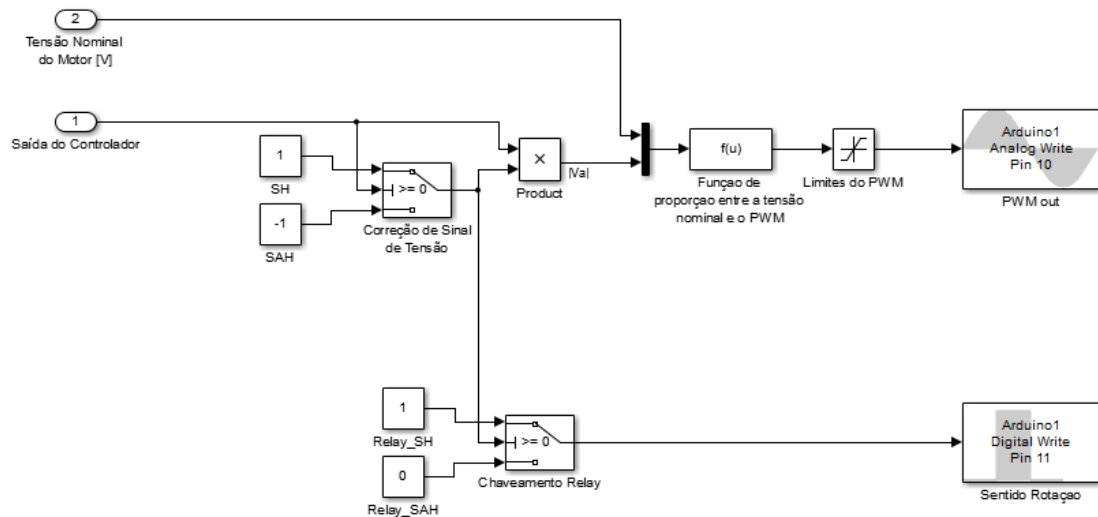 2
Tensão Nominal
do Motor [V]
1
Saída do Controlador
1
SH
-1
SAH
>= 0
Correção de Sinal
de Tensão
×
Product
|Va|
f(u)
Funçao de
proporçao entre a tensão
nominal e o PWM
Limites do PWM
Arduino1
Analog Write
Pin 10
PWM out
1
Relay_SH
0
Relay_SAH
>= 0
Chaveamento Relay
Arduino1
Digital Write
Pin 11
Sentido Rotaçao